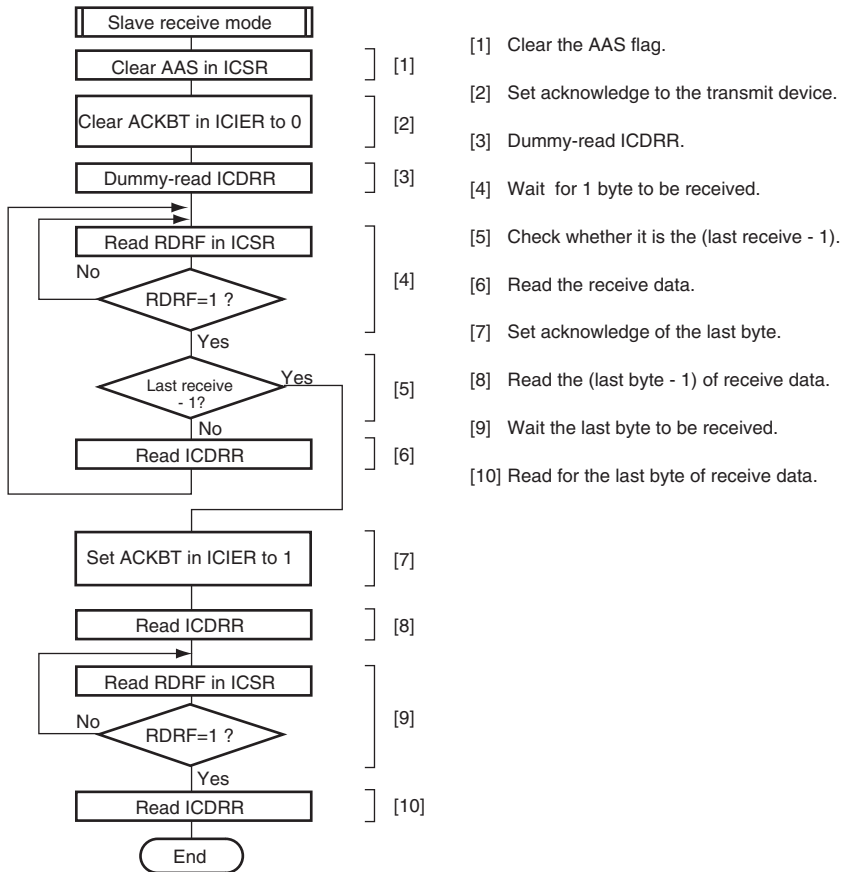 Slave receive mode
Clear AAS in ICSR
[1]
Clear ACKBT in ICIER to 0
[2]
Dummy-read ICDRR
[3]
Read RDRF in ICSR
No
RDRF=1 ?
[4]
Yes
Last receive
- 1?
Yes
[5]
No
Read ICDRR
[6]
Set ACKBT in ICIER to 1
[7]
Read ICDRR
[8]
Read RDRF in ICSR
No
RDRF=1 ?
[9]
Yes
Read ICDRR
[10]
End
[1] Clear the AAS flag.
[2] Set acknowledge to the transmit device.
[3] Dummy-read ICDRR.
[4] Wait for 1 byte to be received.
[5] Check whether it is the (last receive - 1).
[6] Read the receive data.
[7] Set acknowledge of the last byte.
[8] Read the (last byte - 1) of receive data.
[9] Wait the last byte to be received.
[10] Read for the last byte of receive data.